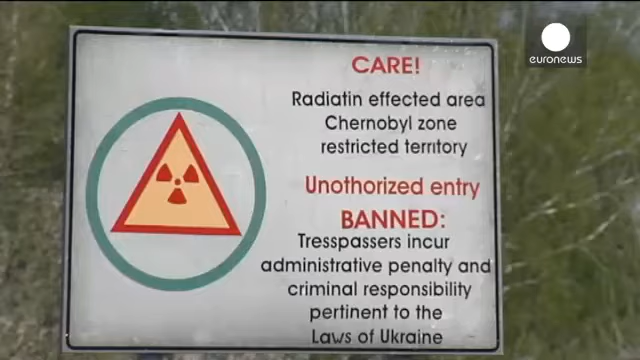 euronews
CARE!
Radiatin effected area
Chernobyl zone
restricted territory
Unothorized entry
BANNED:
Tresspassers incur
administrative penalty and
criminal responsibility
pertinent to the
Laws of Ukraine